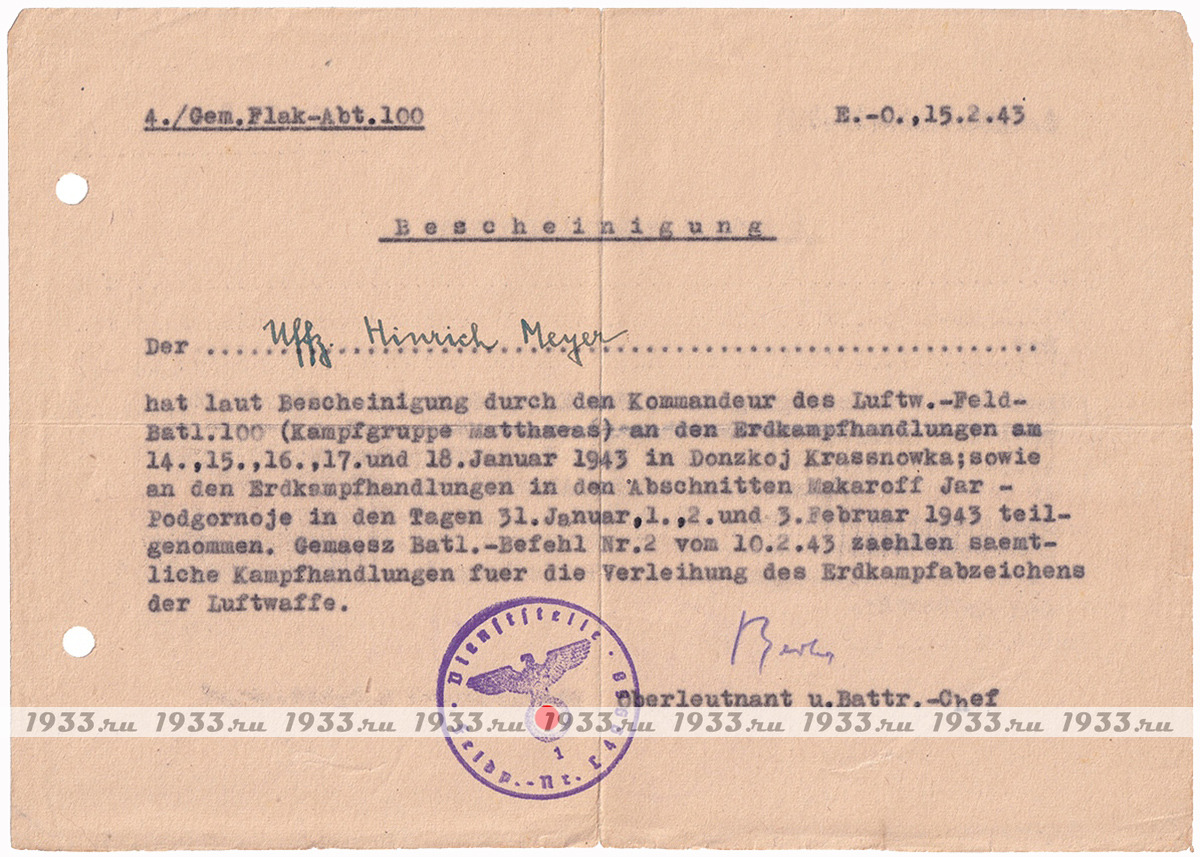 4./Gem.Flak-Abt.100
E.-O.,15.2.43
Bescheinigung
Der Uffz. Hinrich Meyer
hat laut Bescheinigung durch den Kommandeur des Luftw.-Feld-
Batl.100 (Kampfgruppe Matthaeas) an den Erdkampfhandlungen am
14.,15.,16.,17.und 18.Januar 1943 in Donzkoj Krassnowka;sowie
an den Erdkampfhandlungen in den Abschnitten Makaroff Jar -
Podgornoje in den Tagen 31.Januar,1.,2.und 3.Februar 1943 teil-
genommen. Gemaesz Batl.-Befehl Nr.2 vom 10.2.43 zaehlen saemt-
liche Kampfhandlungen fuer die Verleihung des Erdkampfabzeichens
der Luftwaffe.
Dienststelle
Oberleutnant u.Battr.-Chef
1933.ru 1933.ru 1933.ru 1933.ru 1933.ru 1933.ru 1933.ru 1933.ru 1933.ru
1
Feldp.-Nr.